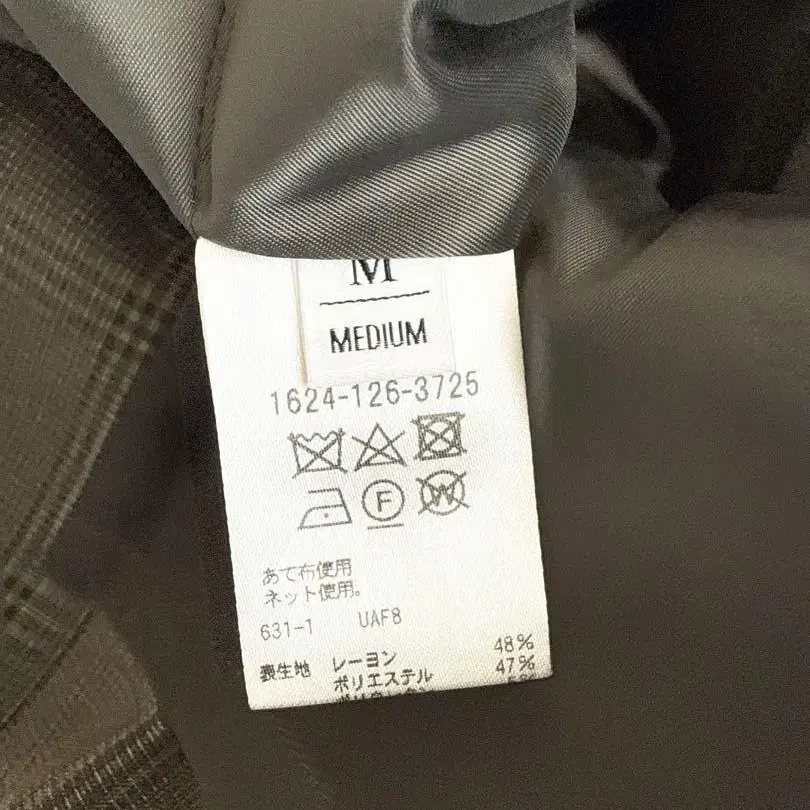 M
MEDIUM
1624-126-3725
F
W
あて布使用
ネット使用。
631-1 UAF8
表生地 レーヨン 48%
ポリエステル 47%